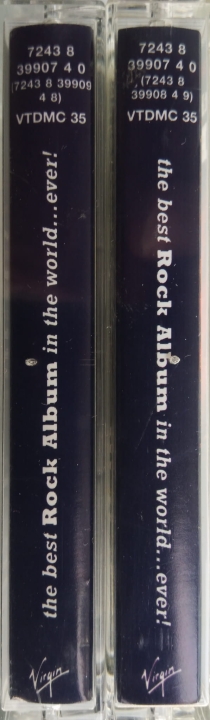 7243 8
39907 4 0
(7243 8 39909
4 8)
VTDMC 35
the best Rock Album in the world...ever!
Virgin
7243 8
39907 4 0
(7243 8
39908 4 9)
VTDMC 35
the best Rock Album in the world...ever!
Virgin